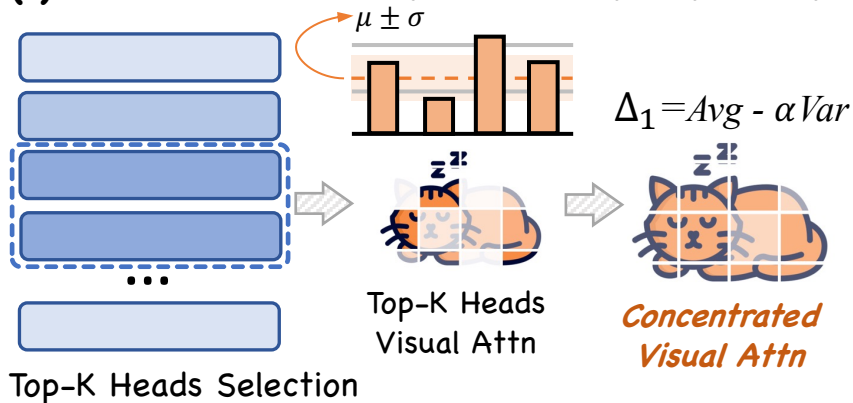 μ ± σ
Δ₁=Avg - αVar
...
Top-K Heads
Visual Attn
Concentrated
Visual Attn
Top-K Heads Selection